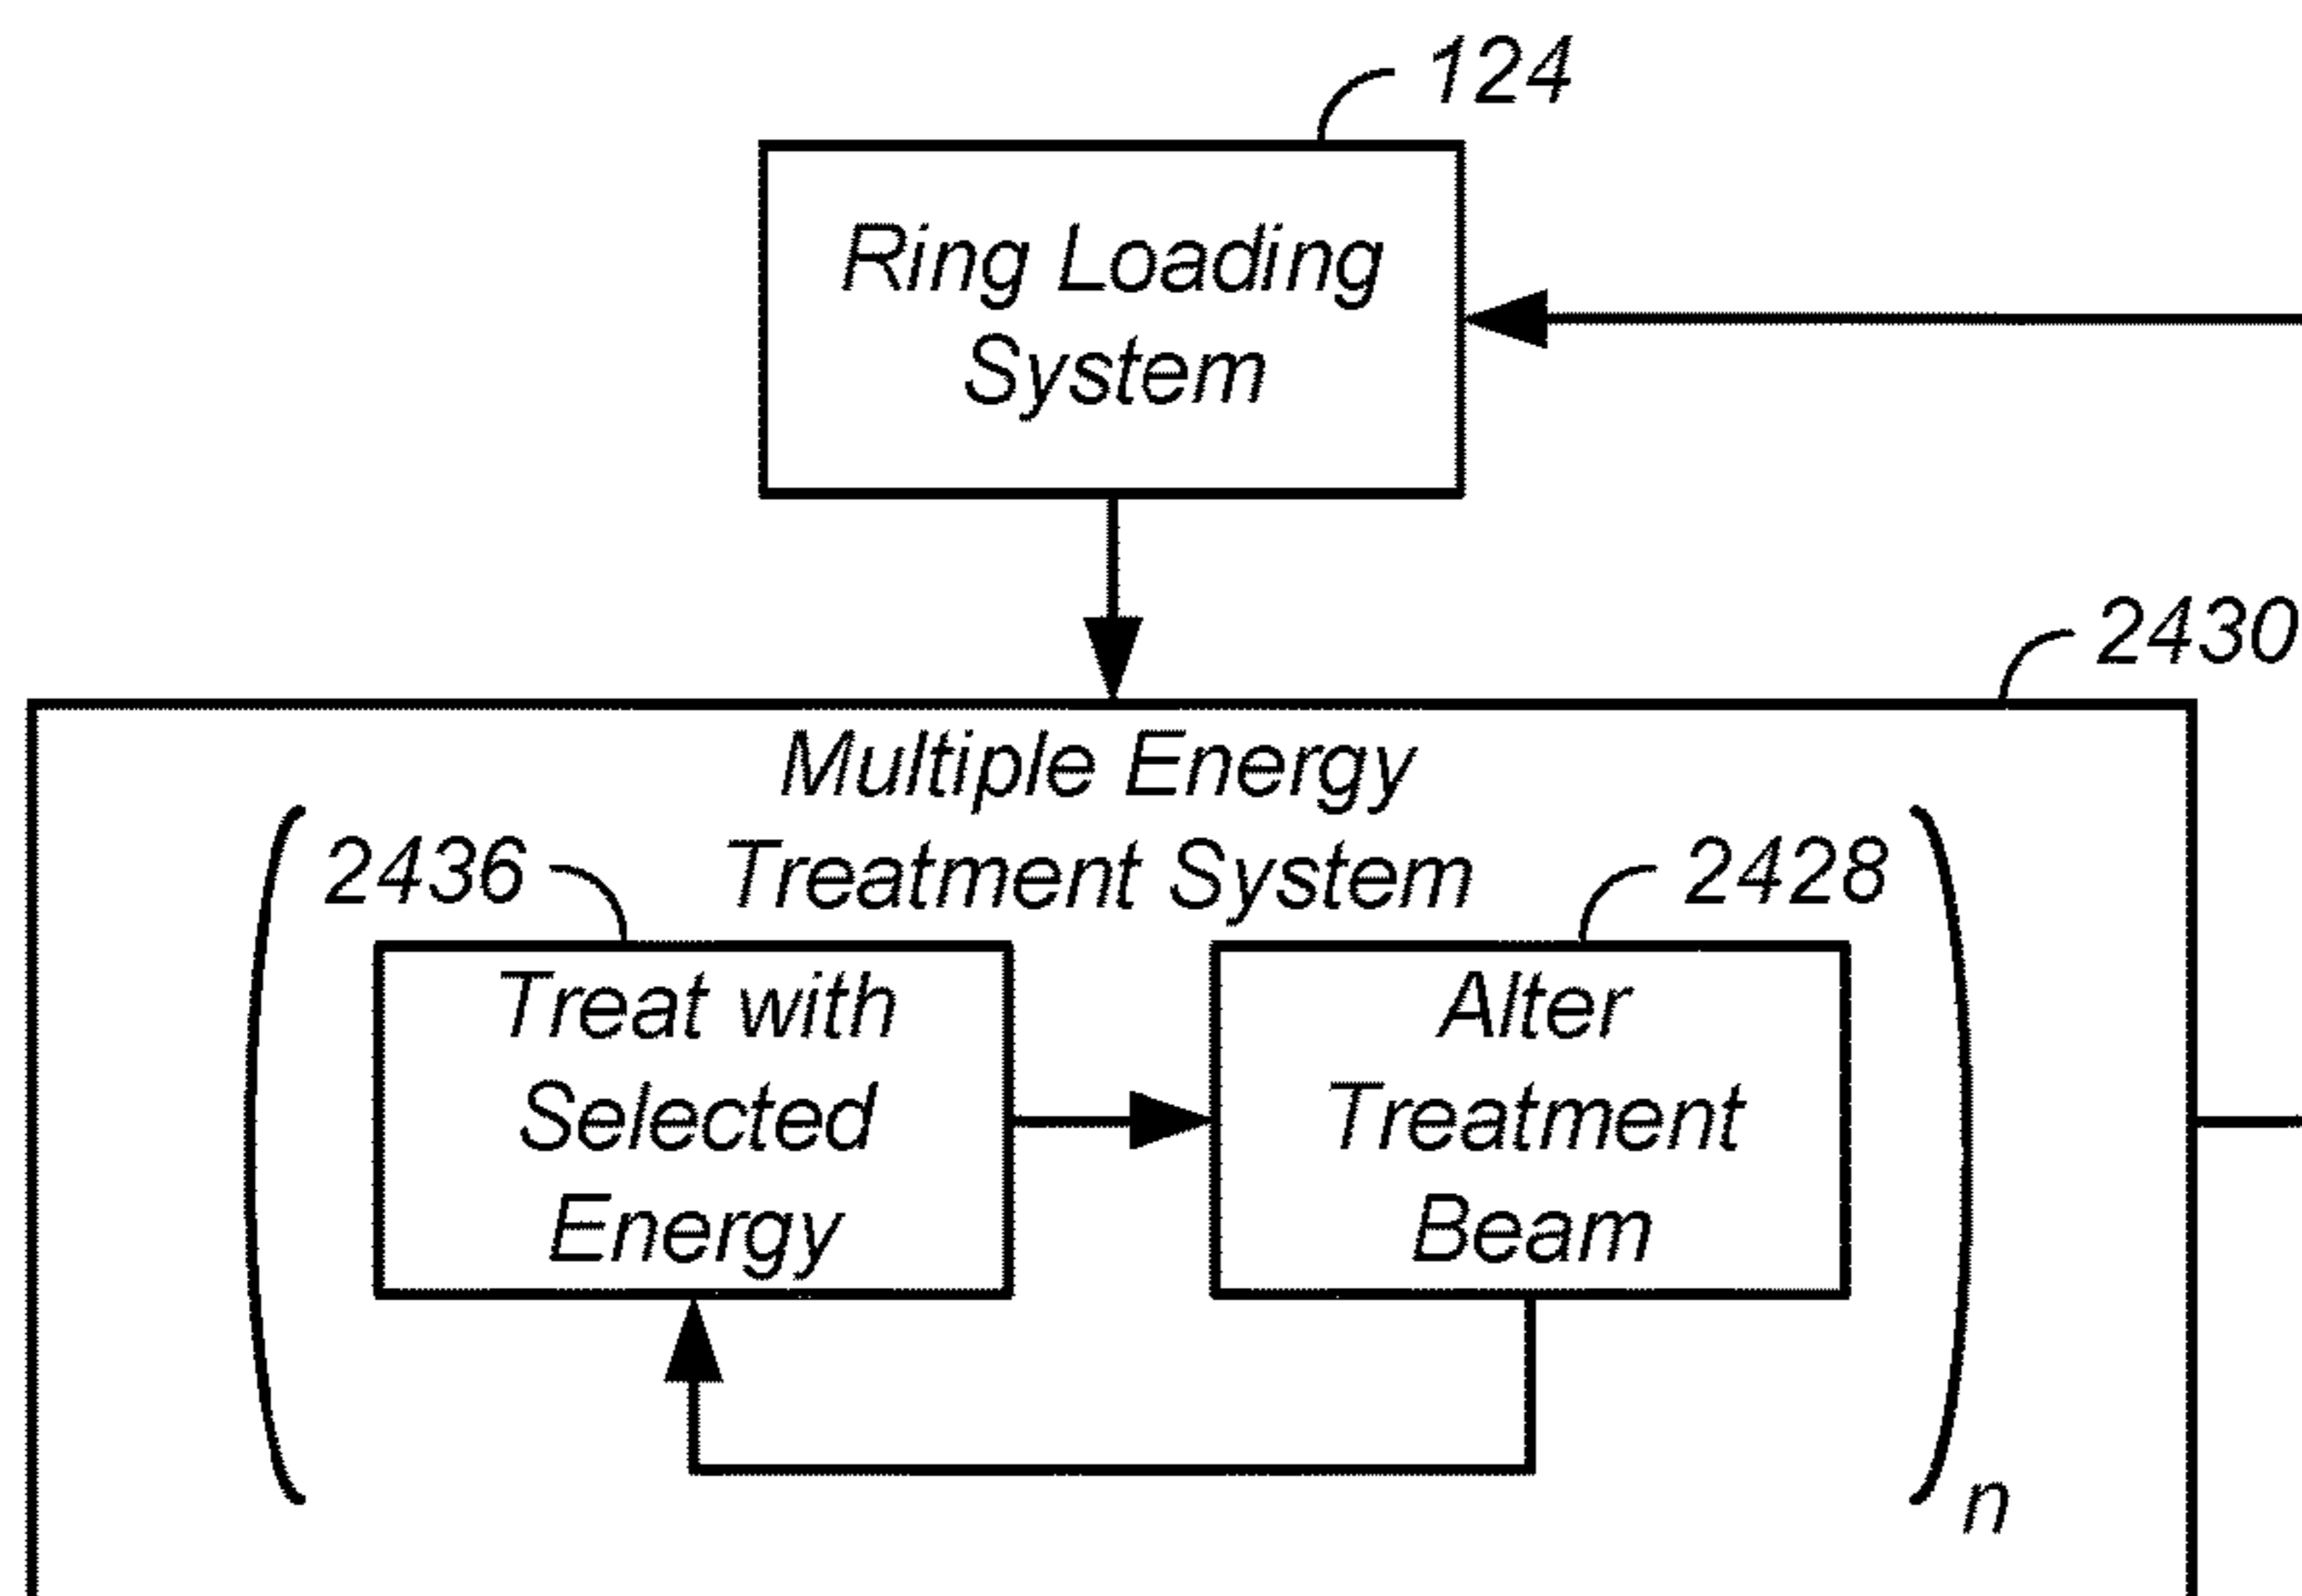 124
Ring Loading
System
2430
Multiple Energy
Treatment System
2436
2428
Treat with
Selected
Energy
Alter
Treatment
Beam
n